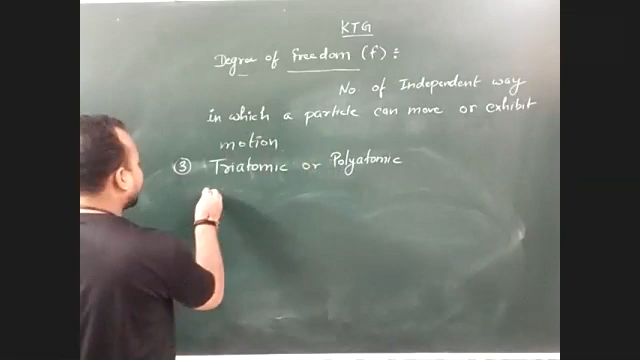 KTG
Degree of Freedom (f) :
No. of Independent way
in which a particle can move or exhibit
motion
③ Triatomic or Polyatomic